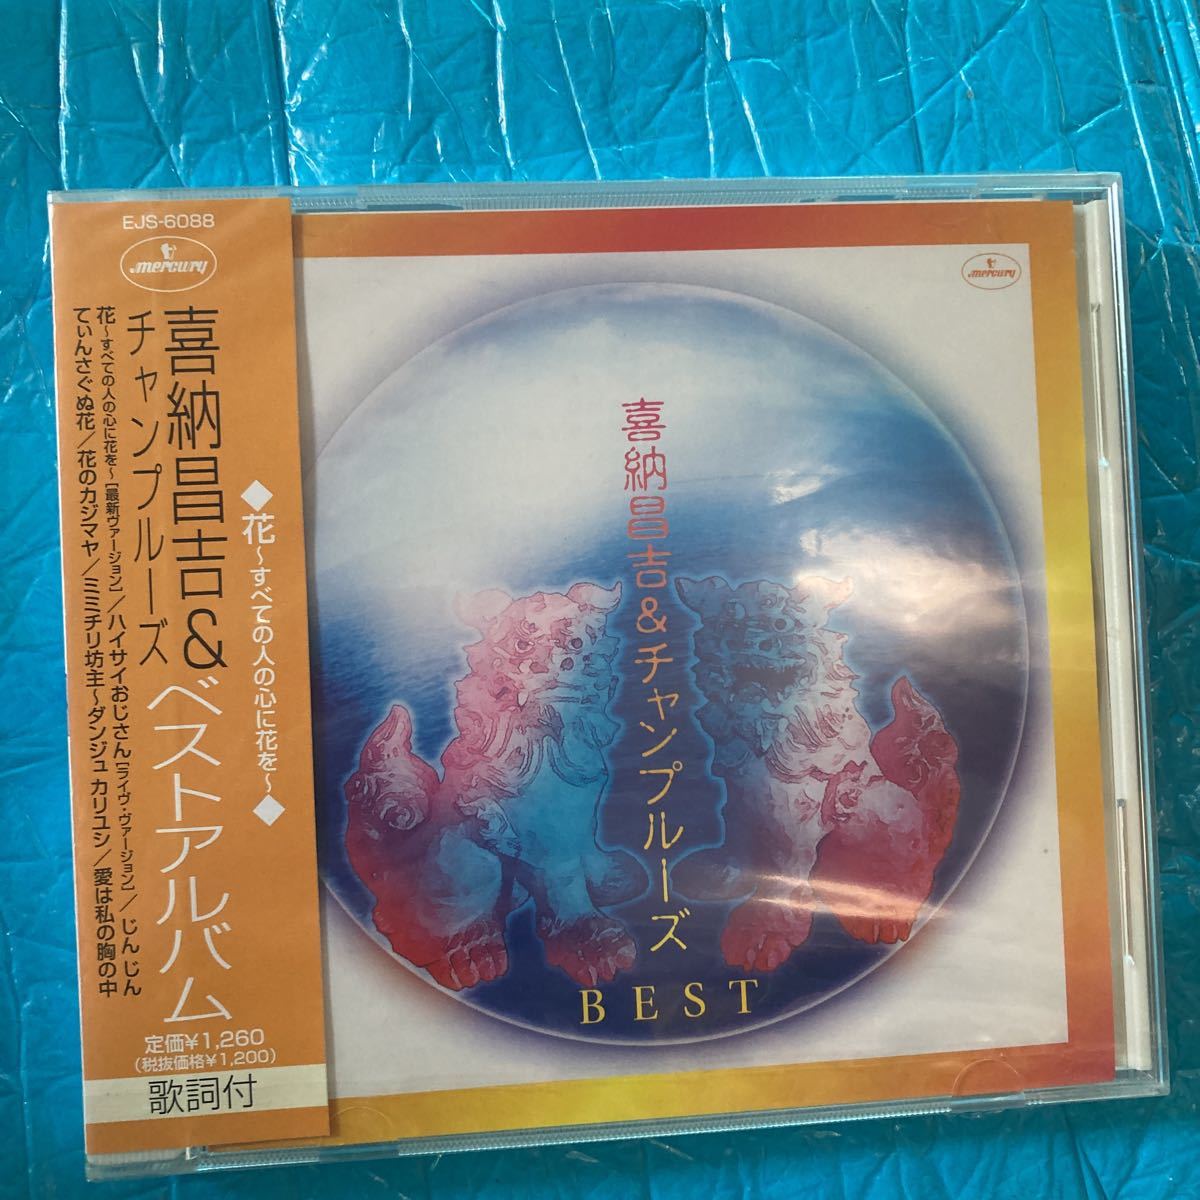 EJS-6088
mercury
◆花〜すべての人の心に花を〜◆
喜納昌吉&
チャンプルーズ
ベストアルバム
花〜すべての人の心に花を〜[最新ヴァージョン]/ハイサイおじさん[ライヴ・ヴァージョン]/じんじん
てぃんさぐぬ花/花のカジマヤ/ミミチリ坊主〜ダンジュ カリユシ/愛は私の胸の中
定価¥1,260
(税抜価格¥1,200)
歌詞付
mercury
喜納昌吉&チャンプルーズ
BEST